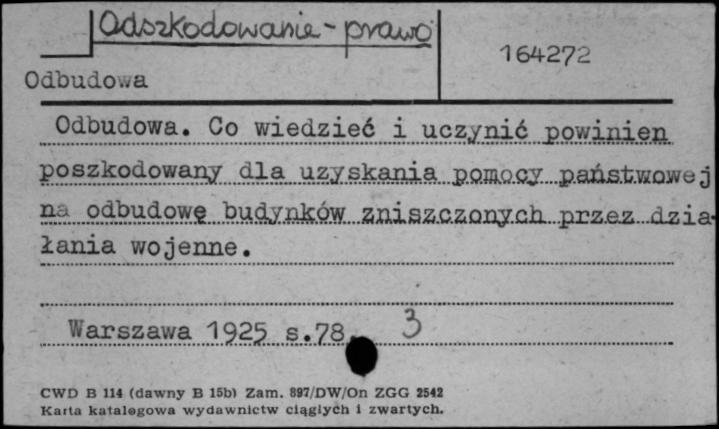 Odszkodowanie - prawo
164272
Odbudowa
Odbudowa. Co wiedzieć i uczynić powinien
poszkodowany dla uzyskania pomocy państwowej
na odbudowę budynków zniszczonych przez dzia-
łania wojenne.
Warszawa 1925 s.78. 3
CWD B 114 (dawny B 15b) Zam. 897/DW/On ZGG 2542
Karta katalogowa wydawnictw ciągłych i zwartych.